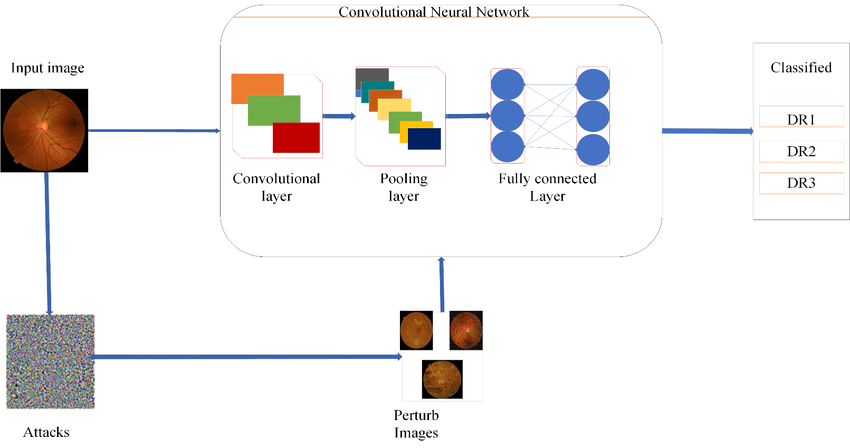 Convolutional Neural Network
Input image
Classified
DR1
DR2
DR3
Convolutional
layer
Pooling
layer
Fully connected
Layer
Attacks
Perturb
Images